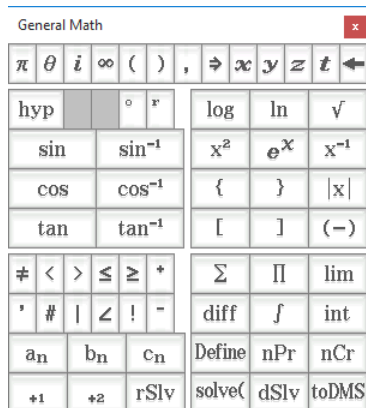 General Math x
π θ i ∞ ( ) , ⇒ x y z t ←
hyp ° r log ln √
sin sin⁻¹ x² eˣ x⁻¹
cos cos⁻¹ { } |x|
tan tan⁻¹ [ ] (−)
≠ < > ≤ ≥ Σ Π lim
' # | ∠ ! diff ∫ int
aₙ bₙ cₙ Define nPr nCr
+1 +2 rSlv solve( dSlv toDMS